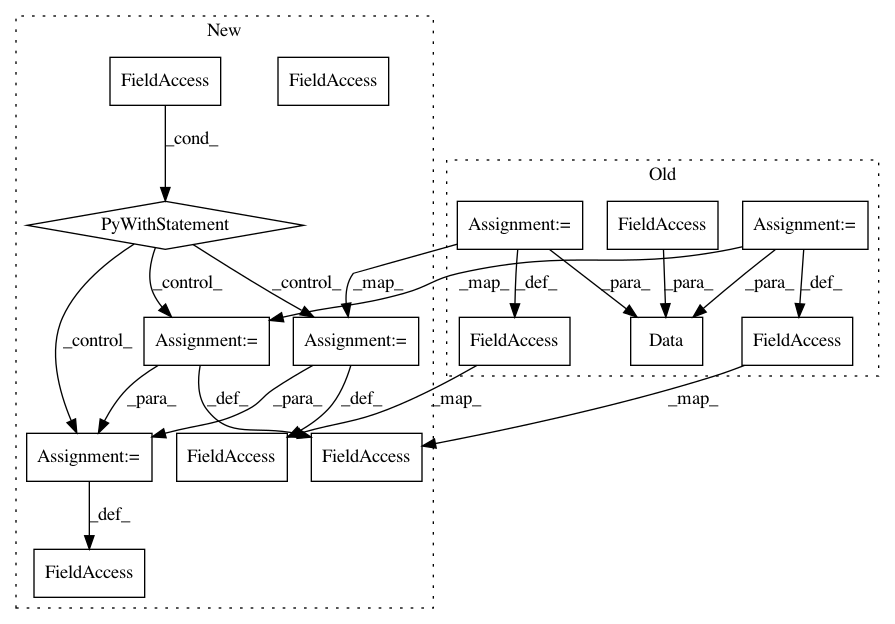 New
FieldAccess
FieldAccess
_cond_
Old
PyWithStatement
Assignment:=
FieldAccess
Assignment:=
_control_
_control_
_map_
_map_
_def_
_para_
_para_
_para_
_def_
_control_
Assignment:=
Assignment:=
FieldAccess
Data
FieldAccess
_para_
_def_
_para_
_def_
_map_
_map_
Assignment:=
FieldAccess
FieldAccess
_def_
FieldAccess